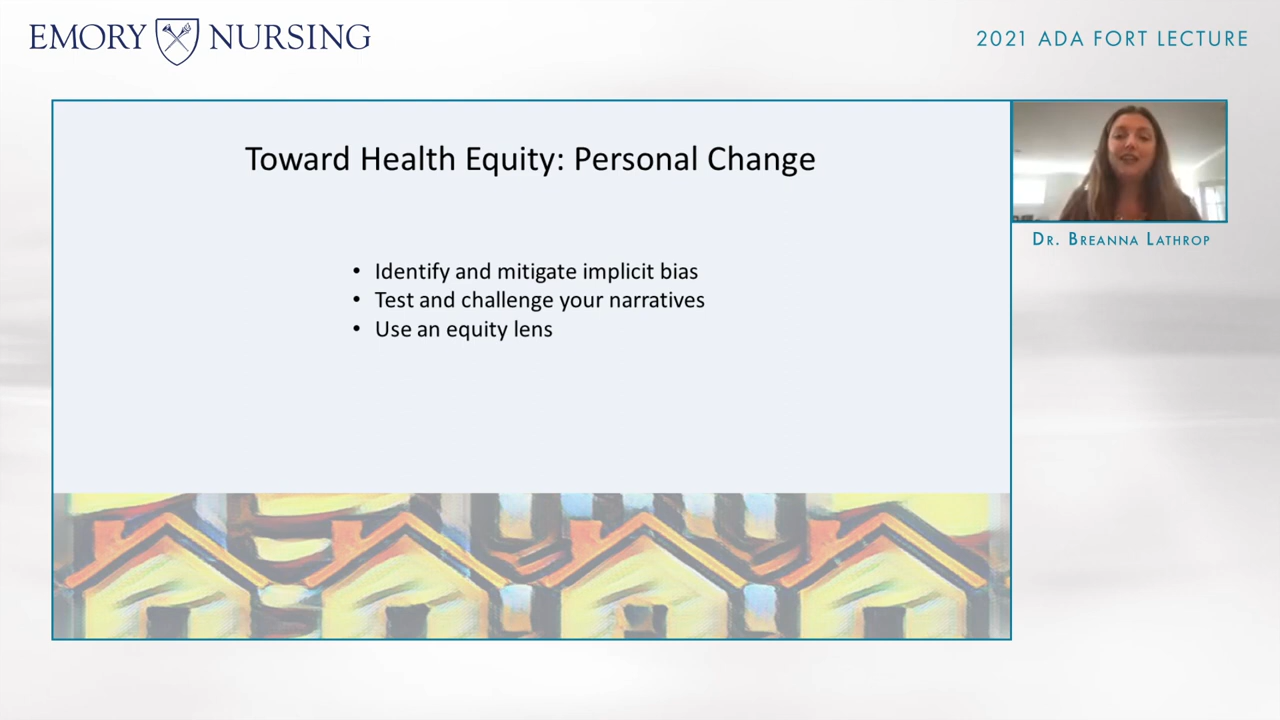 EMORY NURSING
2021 ADA FORT LECTURE
Toward Health Equity: Personal Change
• Identify and mitigate implicit bias
• Test and challenge your narratives
• Use an equity lens
Dr. Breanna Lathrop